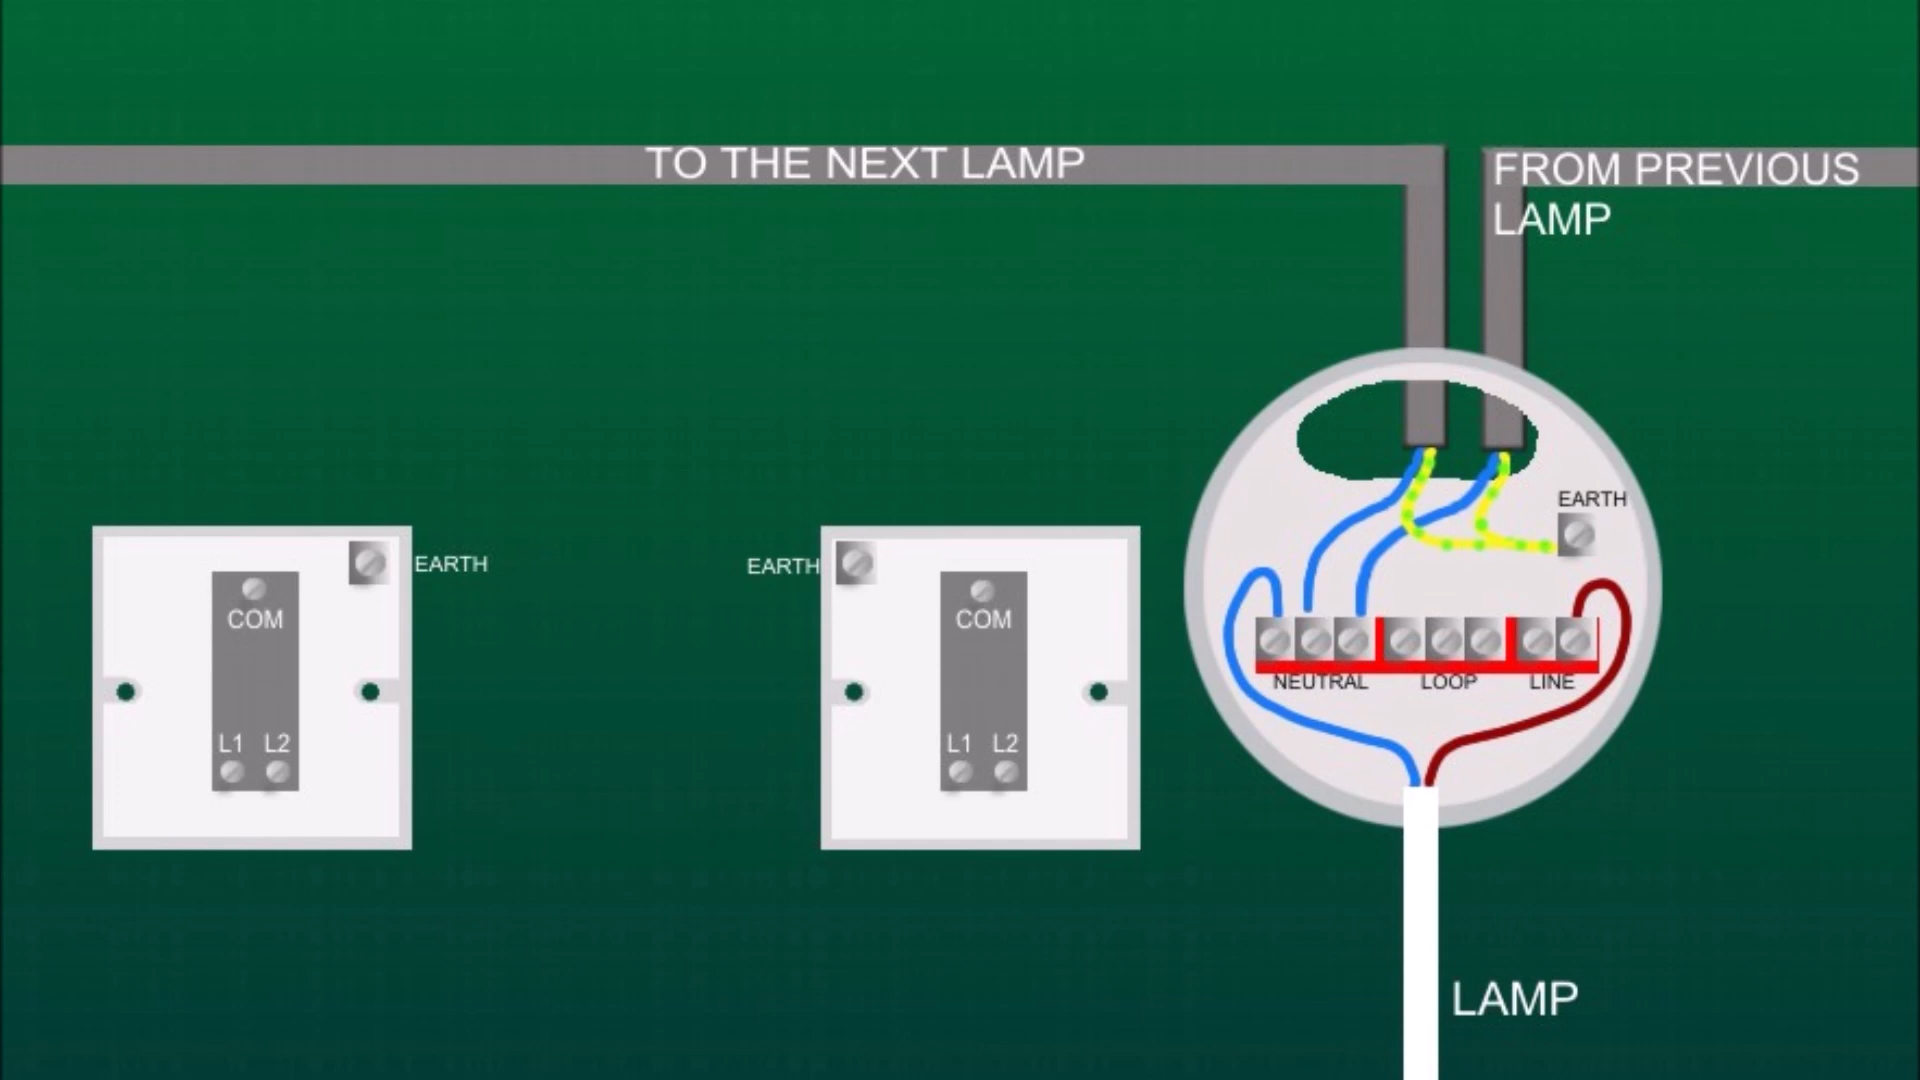 TO THE NEXT LAMP
FROM PREVIOUS
LAMP
EARTH
EARTH
EARTH
COM
COM
NEUTRAL
LOOP
LINE
L1 L2
L1 L2
LAMP